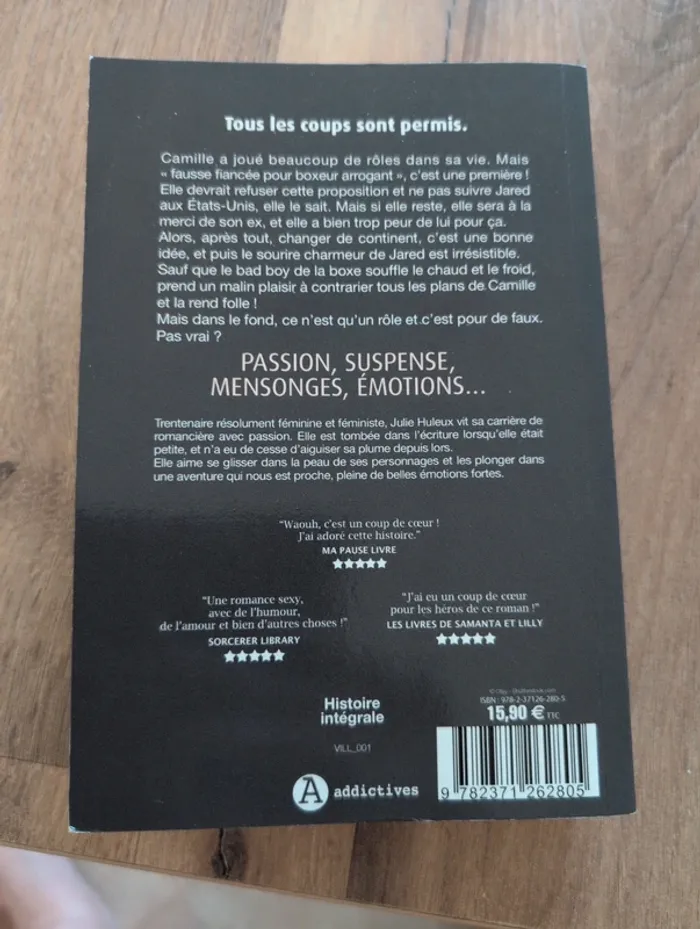 Tous les coups sont permis.
Camille a joué beaucoup de rôles dans sa vie. Mais
« fausse fiancée pour boxeur arrogant », c'est une première !
Elle devrait refuser cette proposition et ne pas suivre Jared
aux États-Unis, elle le sait. Mais si elle reste, elle sera à la
merci de son ex, et elle a bien trop peur de lui pour ça.
Alors, après tout, changer de continent, c'est une bonne
idée, et puis le sourire charmeur de Jared est irrésistible.
Sauf que le bad boy de la boxe souffle le chaud et le froid,
prend un malin plaisir à contrarier tous les plans de Camille
et la rend folle !
Mais dans le fond, ce n'est qu'un rôle et c'est pour de faux.
Pas vrai ?
PASSION, SUSPENSE,
MENSONGES, ÉMOTIONS...
Trentenaire résolument féminine et féministe, Julie Huleux vit sa carrière de
romancière avec passion. Elle est tombée dans l'écriture lorsqu'elle était
petite, et n'a eu de cesse d'aiguiser sa plume depuis lors.
Elle aime se glisser dans la peau de ses personnages et les plonger dans
une aventure qui nous est proche, pleine de belles émotions fortes.
"Waouh, c'est un coup de cœur !
J'ai adoré cette histoire."
MA PAUSE LIVRE
"Une romance sexy,
avec de l'humour,
de l'amour et bien d'autres choses !"
SORCERER LIBRARY
"J'ai eu un coup de cœur
pour les héros de ce roman !"
LES LIVRES DE SAMANTA ET LILLY
Histoire
intégrale
VILL_001
A addictives
ISBN : 978-2-37126-280-5
15,90 € TTC
9 782371 262805